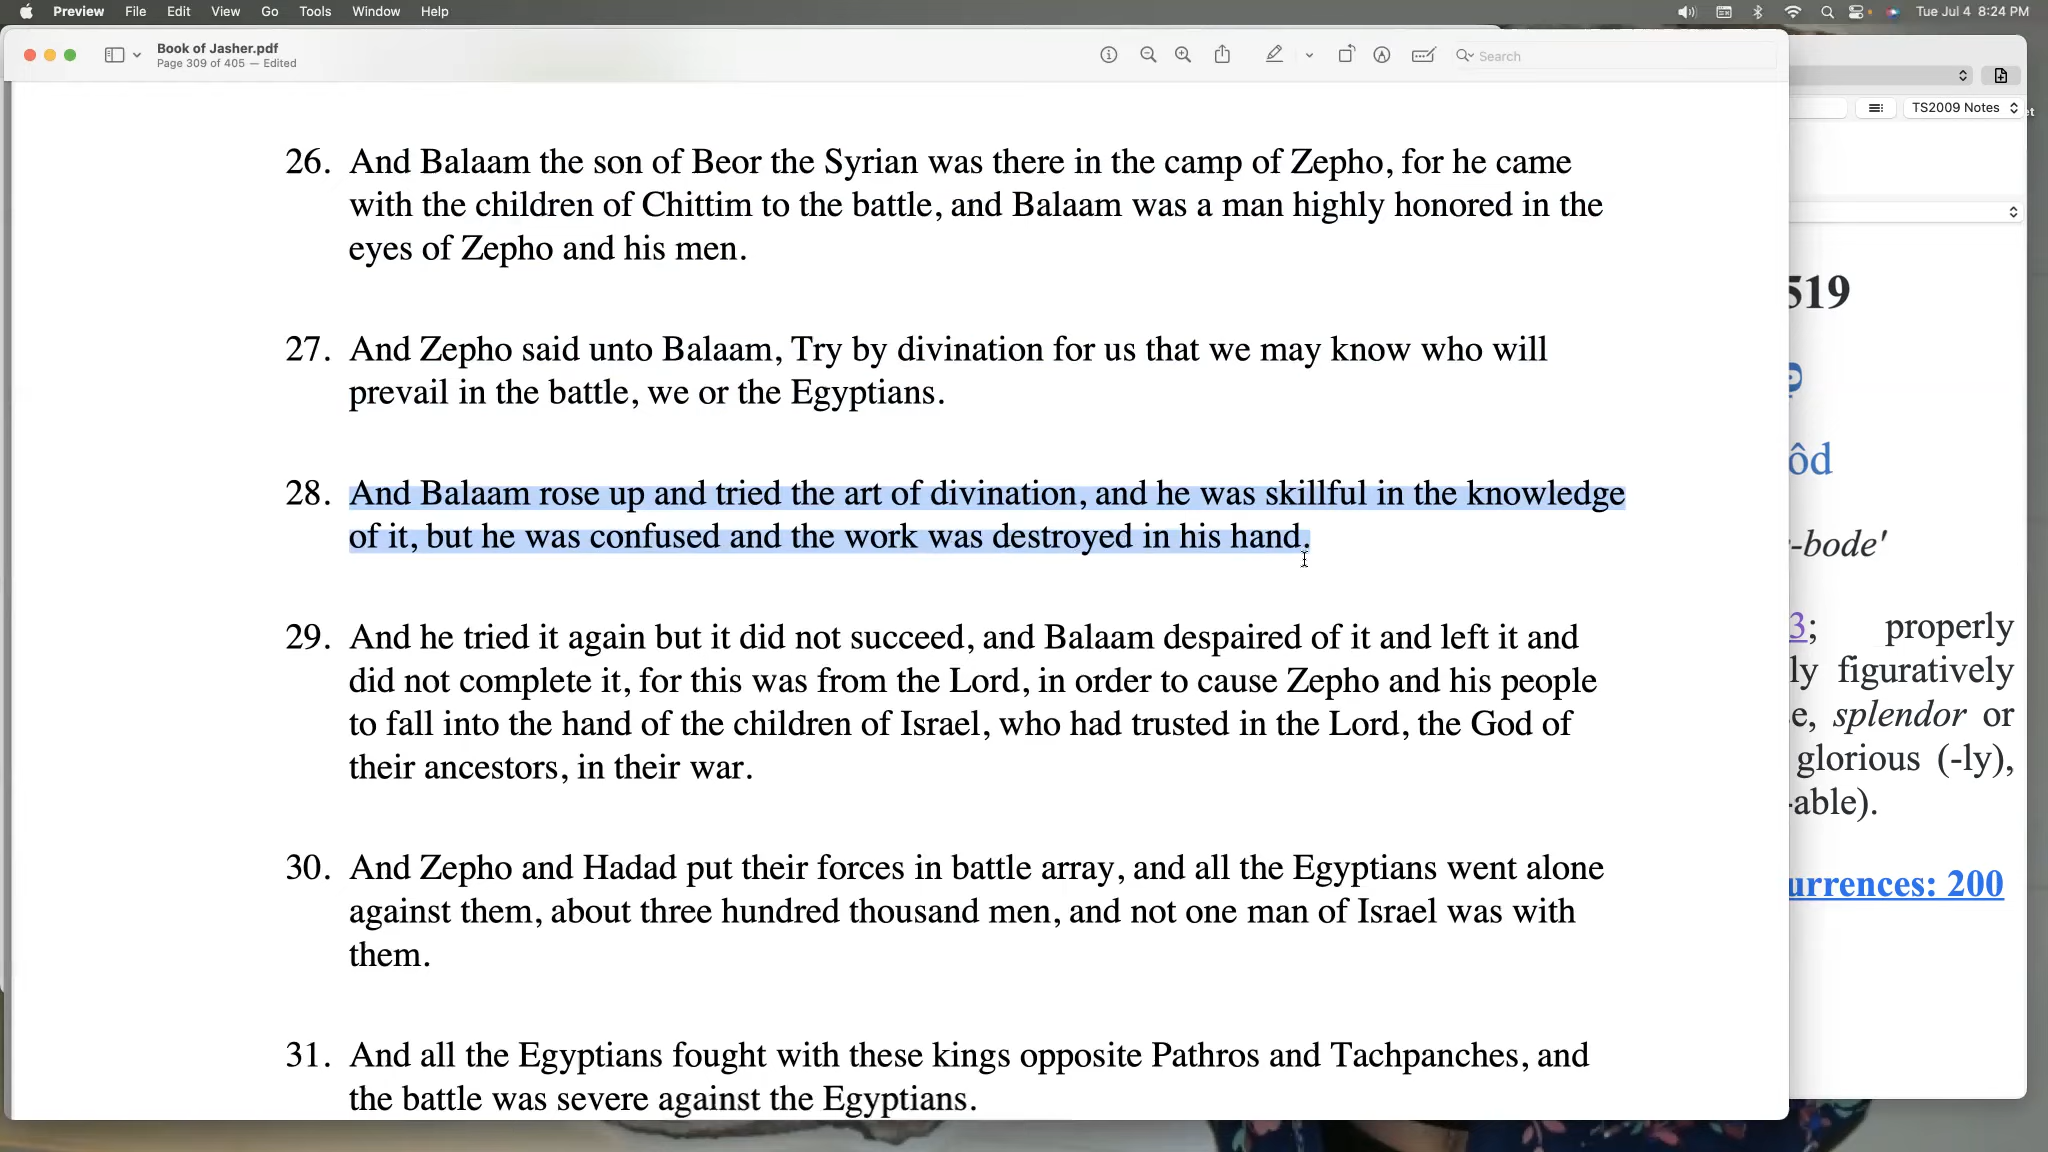 Preview File Edit View Go Tools Window Help
Tue Jul 4 8:24 PM
Book of Jasher.pdf
Page 309 of 405 — Edited
Search
TS2009 Notes
26. And Balaam the son of Beor the Syrian was there in the camp of Zepho, for he came
with the children of Chittim to the battle, and Balaam was a man highly honored in the
eyes of Zepho and his men.
27. And Zepho said unto Balaam, Try by divination for us that we may know who will
prevail in the battle, we or the Egyptians.
28. And Balaam rose up and tried the art of divination, and he was skillful in the knowledge
of it, but he was confused and the work was destroyed in his hand.
29. And he tried it again but it did not succeed, and Balaam despaired of it and left it and
did not complete it, for this was from the Lord, in order to cause Zepho and his people
to fall into the hand of the children of Israel, who had trusted in the Lord, the God of
their ancestors, in their war.
30. And Zepho and Hadad put their forces in battle array, and all the Egyptians went alone
against them, about three hundred thousand men, and not one man of Israel was with
them.
31. And all the Egyptians fought with these kings opposite Pathros and Tachpanches, and
the battle was severe against the Egyptians.
519
ôd
-bode'
3; properly
ly figuratively
e, splendor or
glorious (-ly),
-able).
urrences: 200